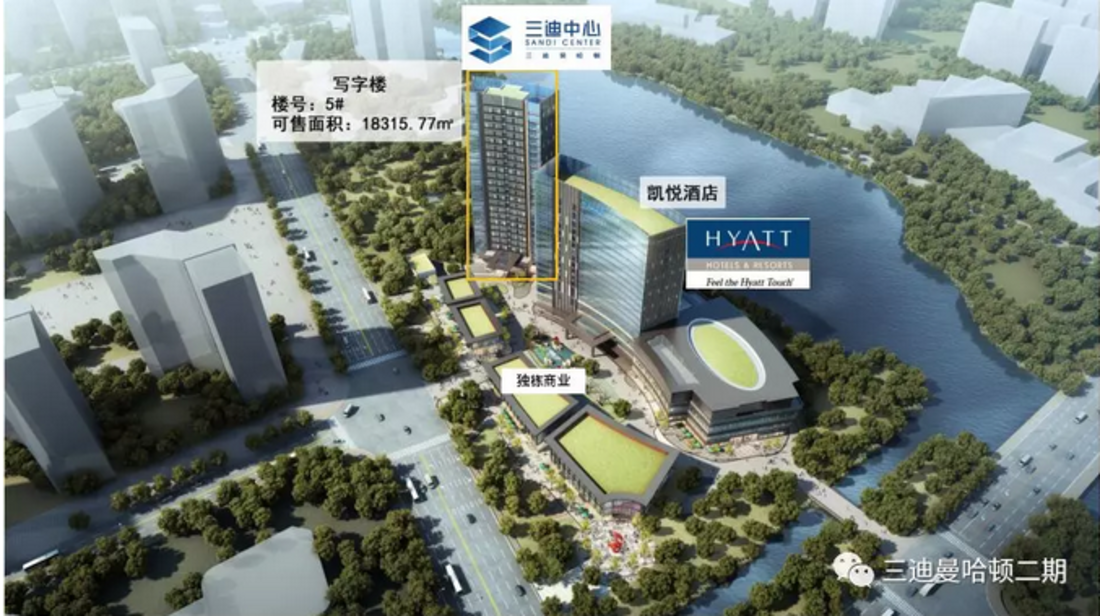 三迪中心
SANDI CENTER
写字楼
楼号：5#
可售面积：18315.77㎡
凯悦酒店
HYATT
HOTELS & RESORTS
Feel the Hyatt Touch®
独栋商业
三迪曼哈顿二期